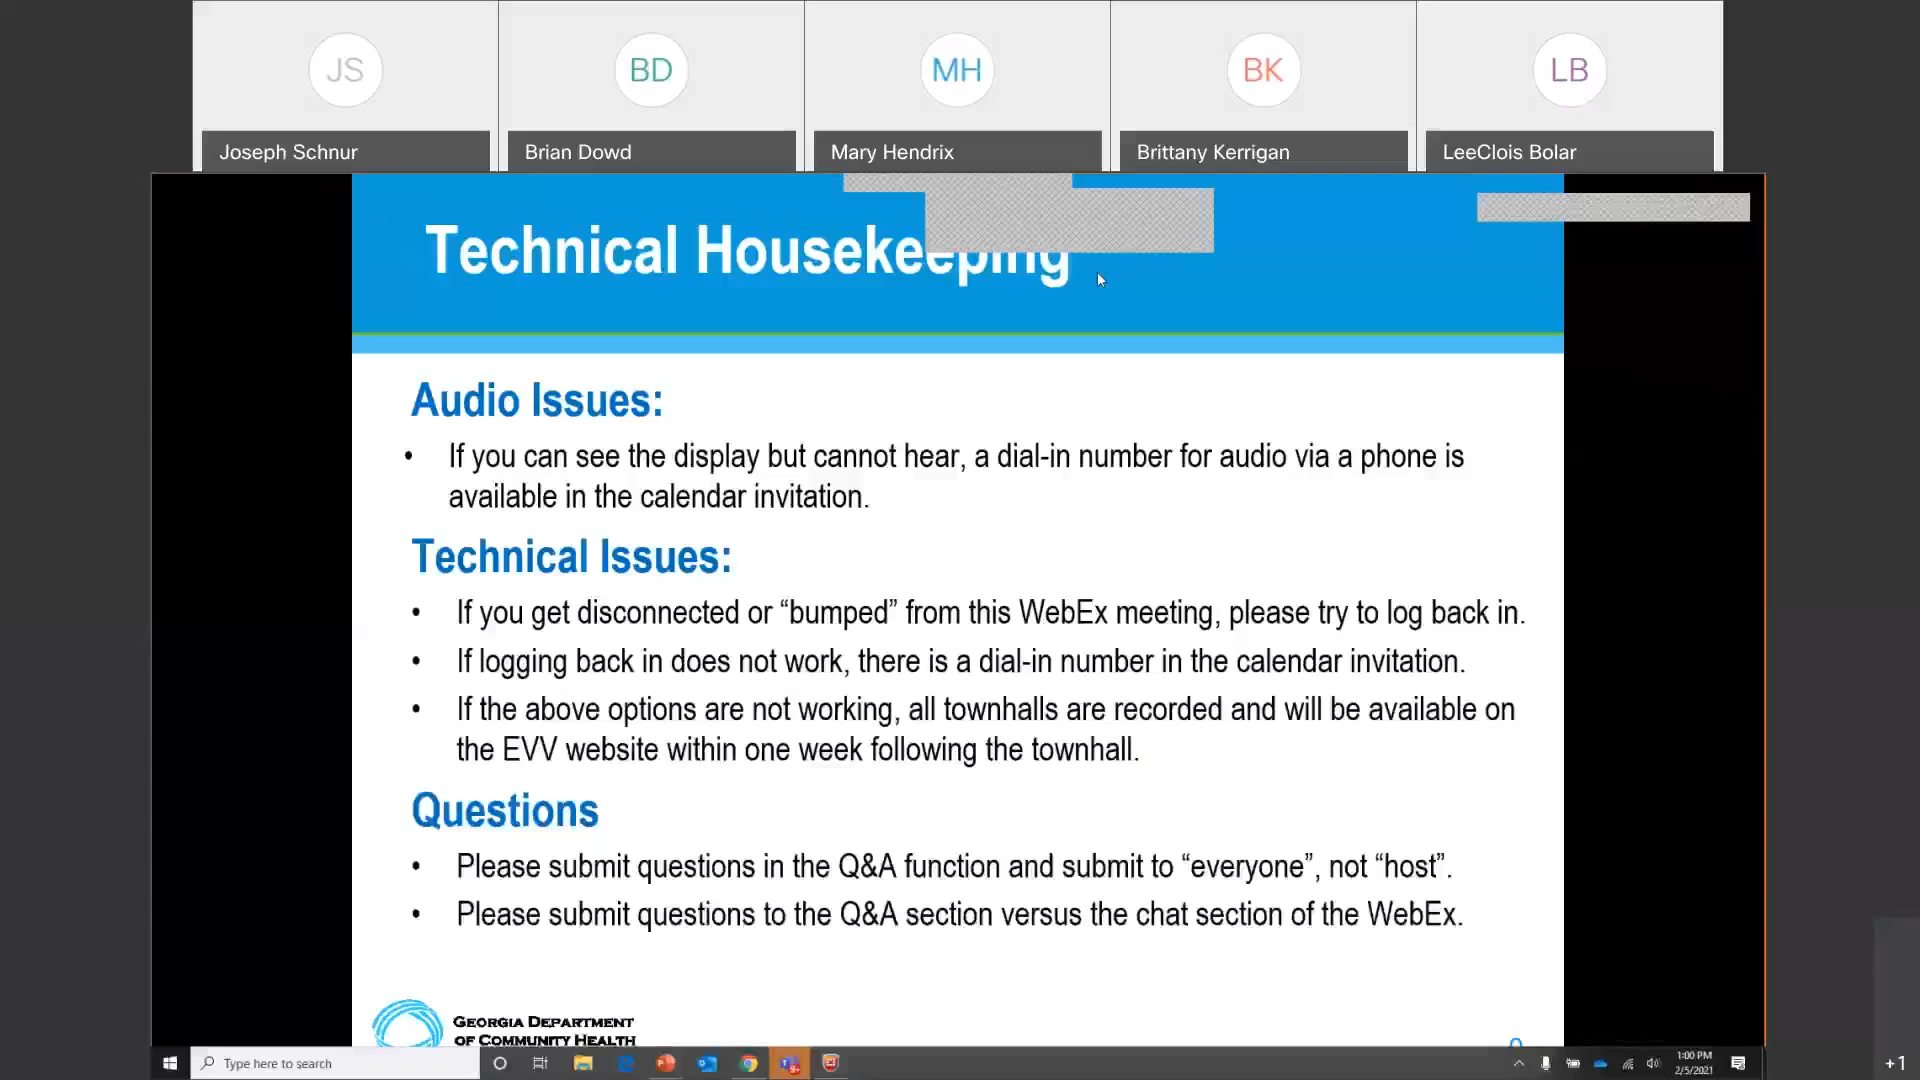 JS
BD
MH
BK
LB
Joseph Schnur
Brian Dowd
Mary Hendrix
Brittany Kerrigan
LeeClois Bolar
Technical Housekeeping
Audio Issues:
• If you can see the display but cannot hear, a dial-in number for audio via a phone is
available in the calendar invitation.
Technical Issues:
• If you get disconnected or “bumped” from this WebEx meeting, please try to log back in.
• If logging back in does not work, there is a dial-in number in the calendar invitation.
• If the above options are not working, all townhalls are recorded and will be available on
the EVV website within one week following the townhall.
Questions
• Please submit questions in the Q&A function and submit to “everyone”, not “host”.
• Please submit questions to the Q&A section versus the chat section of the WebEx.
GEORGIA DEPARTMENT
OF COMMUNITY HEALTH
Type here to search
9+
1:00 PM
2/5/2021
+1